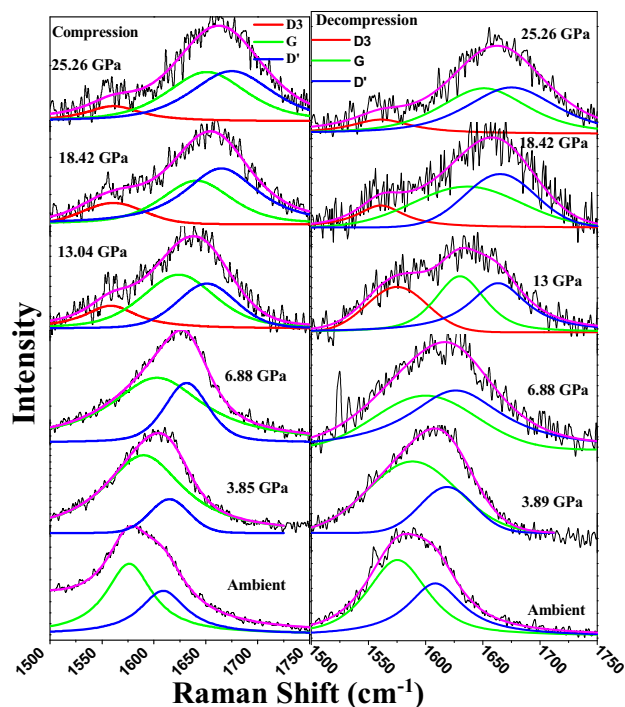 Compression
D3
G
D'
25.26 GPa
18.42 GPa
13.04 GPa
6.88 GPa
3.85 GPa
Ambient
Decompression
D3
G
D'
25.26 GPa
18.42 GPa
13 GPa
6.88 GPa
3.89 GPa
Ambient
Intensity
1500 1550 1600 1650 1700 1750
1500 1550 1600 1650 1700 1750
Raman Shift (cm⁻¹)